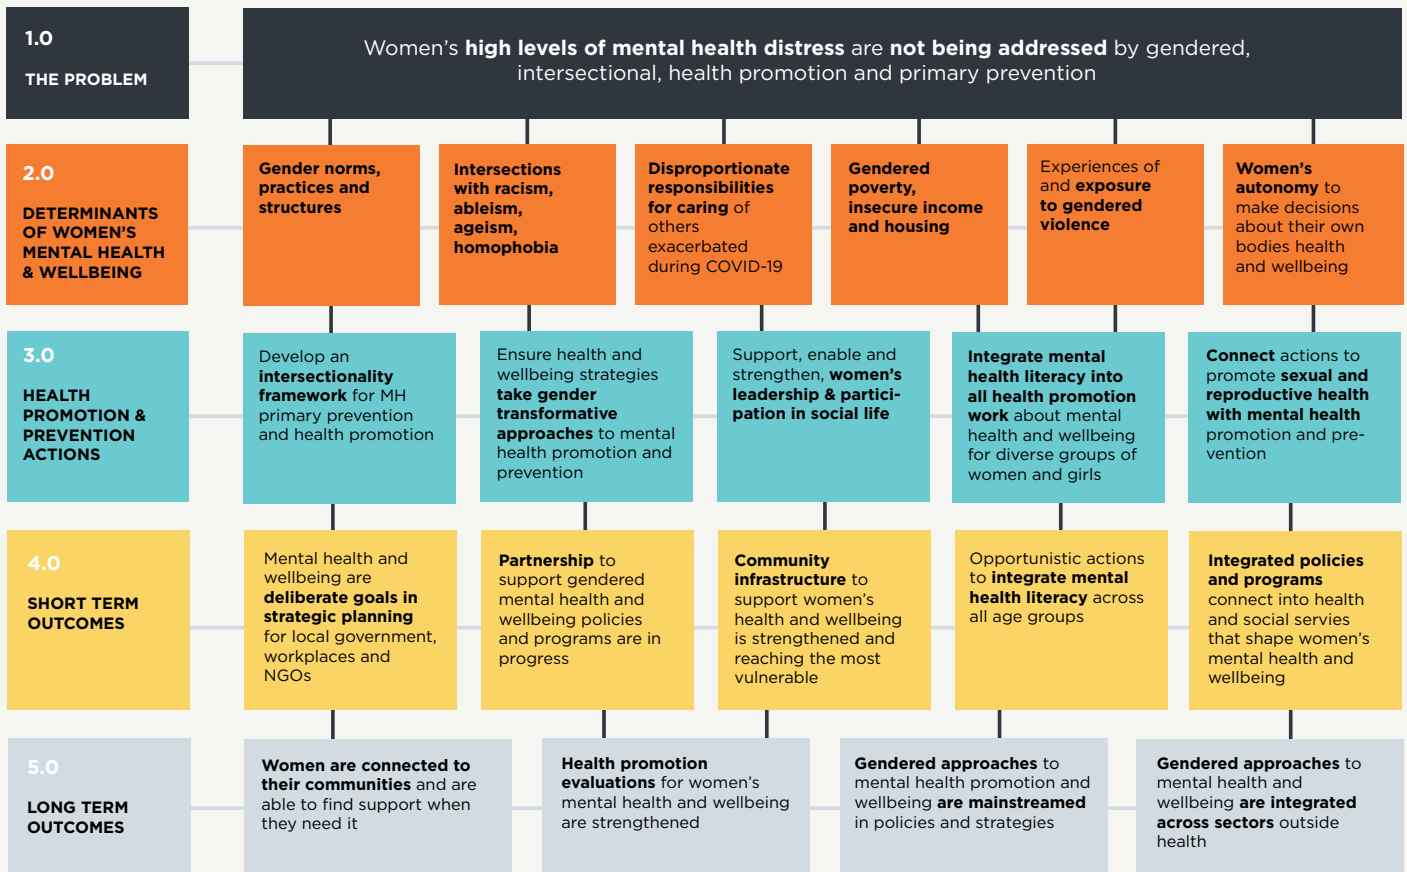 1.0
THE PROBLEM
Women’s high levels of mental health distress are not being addressed by gendered,
intersectional, health promotion and primary prevention
2.0
DETERMINANTS
OF WOMEN’S
MENTAL HEALTH
& WELLBEING
Gender norms,
practices and
structures
Intersections
with racism,
ableism,
ageism,
homophobia
Disproportionate
responsibilities
for caring of
others
exacerbated
during COVID-19
Gendered
poverty,
insecure income
and housing
Experiences of
and exposure
to gendered
violence
Women’s
autonomy to
make decisions
about their own
bodies health
and wellbeing
3.0
HEALTH
PROMOTION &
PREVENTION
ACTIONS
Develop an
intersectionality
framework for MH
primary prevention
and health promotion
Ensure health and
wellbeing strategies
take gender
transformative
approaches to mental
health promotion and
prevention
Support, enable and
strengthen, women’s
leadership & partici-
pation in social life
Integrate mental
health literacy into
all health promotion
work about mental
health and wellbeing
for diverse groups of
women and girls
Connect actions to
promote sexual and
reproductive health
with mental health
promotion and pre-
vention
4.0
SHORT TERM
OUTCOMES
Mental health and
wellbeing are
deliberate goals in
strategic planning
for local government,
workplaces and
NGOs
Partnership to
support gendered
mental health and
wellbeing policies
and programs are in
progress
Community
infrastructure to
support women’s
health and wellbeing
is strengthened and
reaching the most
vulnerable
Opportunistic actions
to integrate mental
health literacy across
all age groups
Integrated policies
and programs
connect into health
and social servies
that shape women’s
mental health and
wellbeing
5.0
LONG TERM
OUTCOMES
Women are connected to
their communities and are
able to find support when
they need it
Health promotion
evaluations for women’s
mental health and wellbeing
are strengthened
Gendered approaches to
mental health promotion and
wellbeing are mainstreamed
in policies and strategies
Gendered approaches to
mental health and
wellbeing are integrated
across sectors outside
health